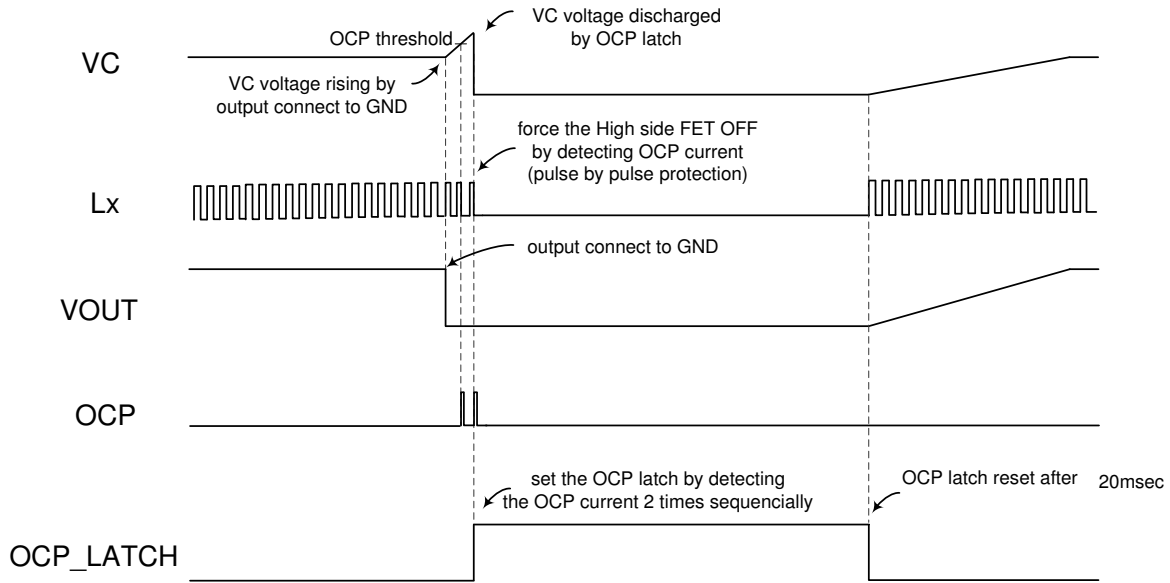 VC voltage discharged
by OCP latch
OCP threshold
VC
VC voltage rising by
output connect to GND
force the High side FET OFF
by detecting OCP current
(pulse by pulse protection)
Lx
output connect to GND
VOUT
OCP
set the OCP latch by detecting
the OCP current 2 times sequencially
OCP latch reset after 20msec
OCP_LATCH